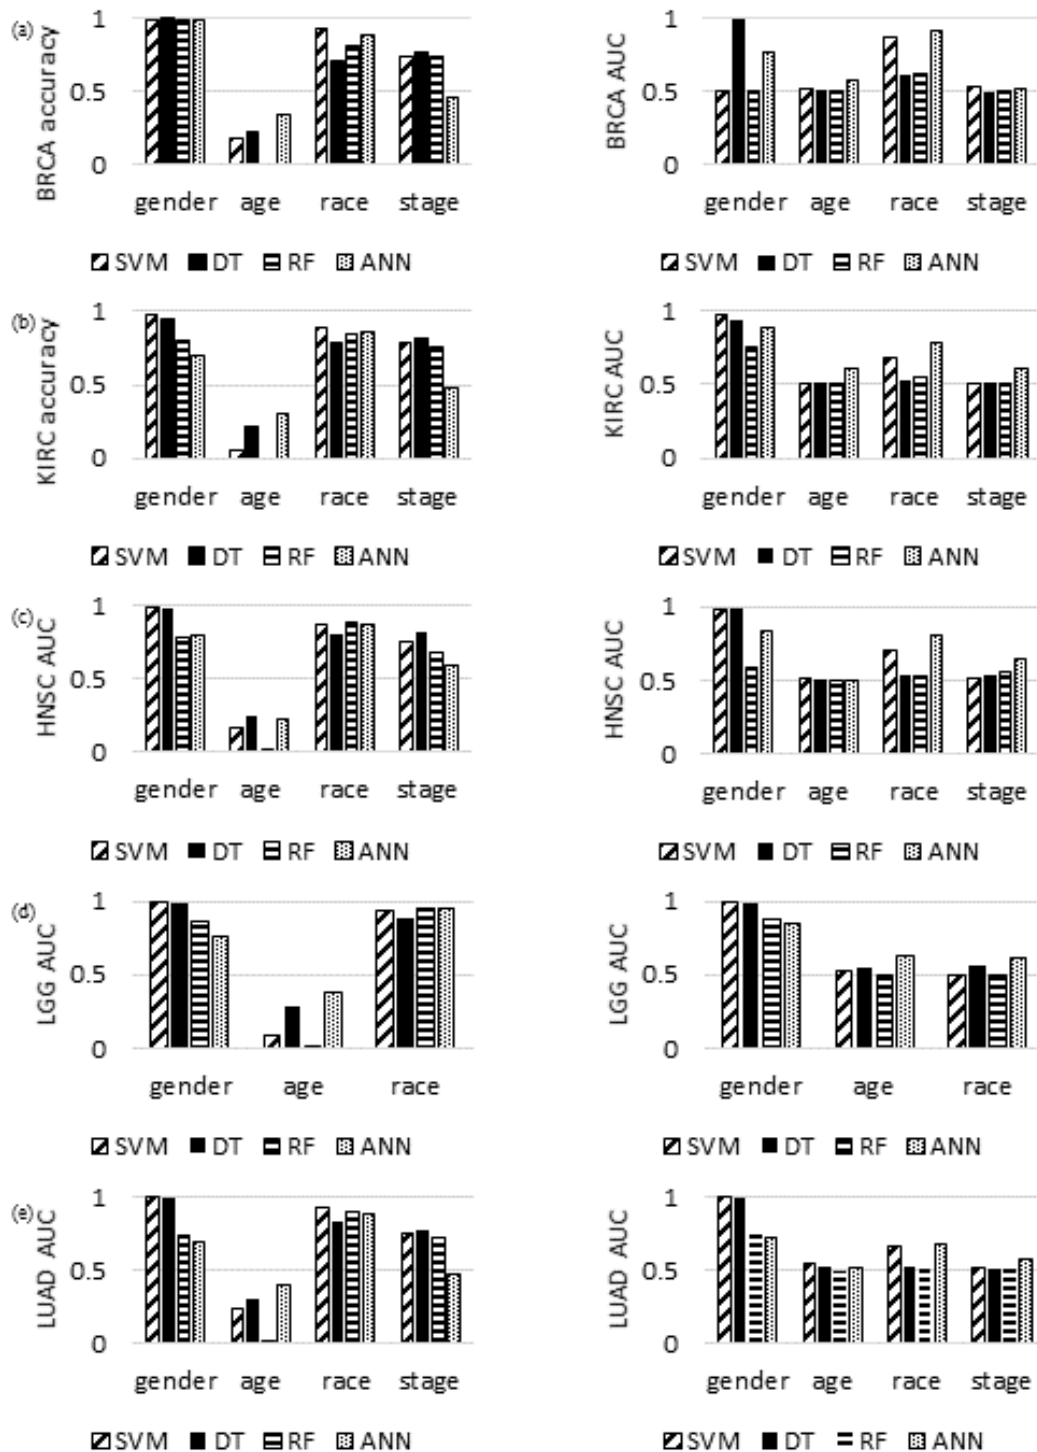 (a) BRCA accuracy
1
0.5
0
gender age race stage
SVM DT RF ANN
BRCA AUC
1
0.5
0
gender age race stage
SVM DT RF ANN
(b) KIRC accuracy
1
0.5
0
gender age race stage
SVM DT RF ANN
KIRC AUC
1
0.5
0
gender age race stage
SVM DT RF ANN
(c) HNSC AUC
1
0.5
0
gender age race stage
SVM DT RF ANN
HNSC AUC
1
0.5
0
gender age race stage
SVM DT RF ANN
(d) LGG AUC
1
0.5
0
gender age race
SVM DT RF ANN
LGG AUC
1
0.5
0
gender age race
SVM DT RF ANN
(e) LUAD AUC
1
0.5
0
gender age race stage
SVM DT RF ANN
LUAD AUC
1
0.5
0
gender age race stage
SVM DT RF ANN